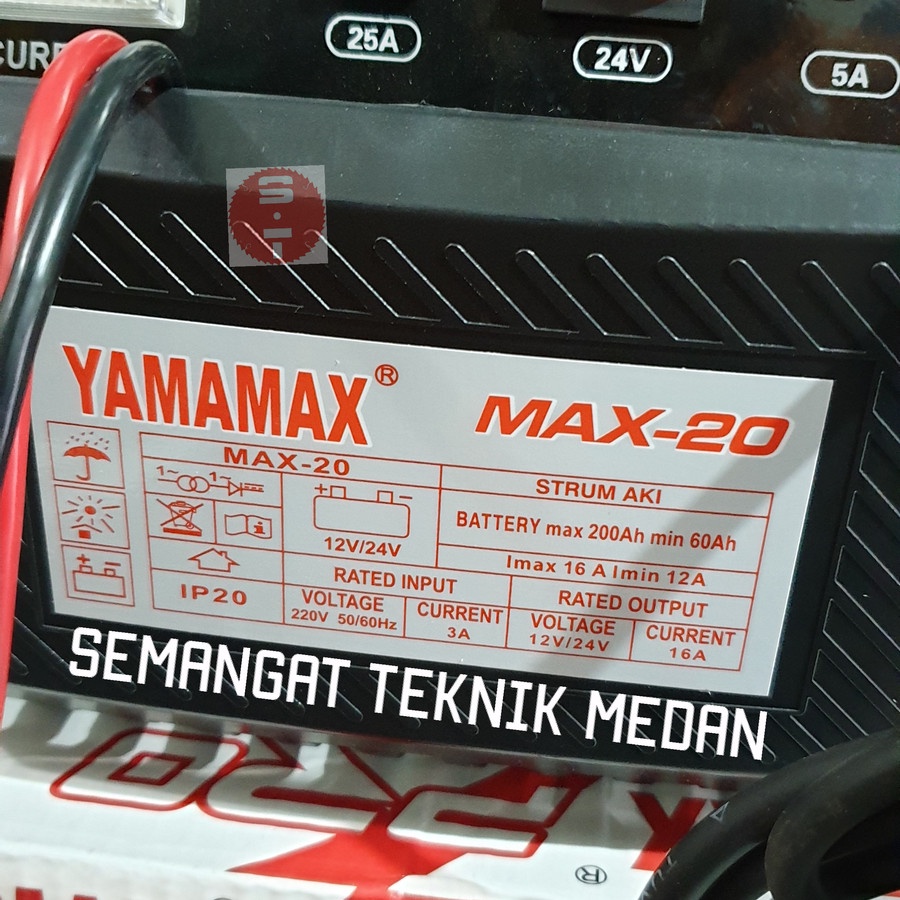 25A
24V
5A
S
YAMAMAX®
MAX-20
MAX-20
STRUM AKI
BATTERY max 200Ah min 60Ah
12V/24V
Imax 16 A Imin 12A
RATED INPUT
RATED OUTPUT
IP20
VOLTAGE
220V 50/60Hz
CURRENT
3A
VOLTAGE
12V/24V
CURRENT
16A
SEMANGAT TEKNIK MEDAN
PRO
®